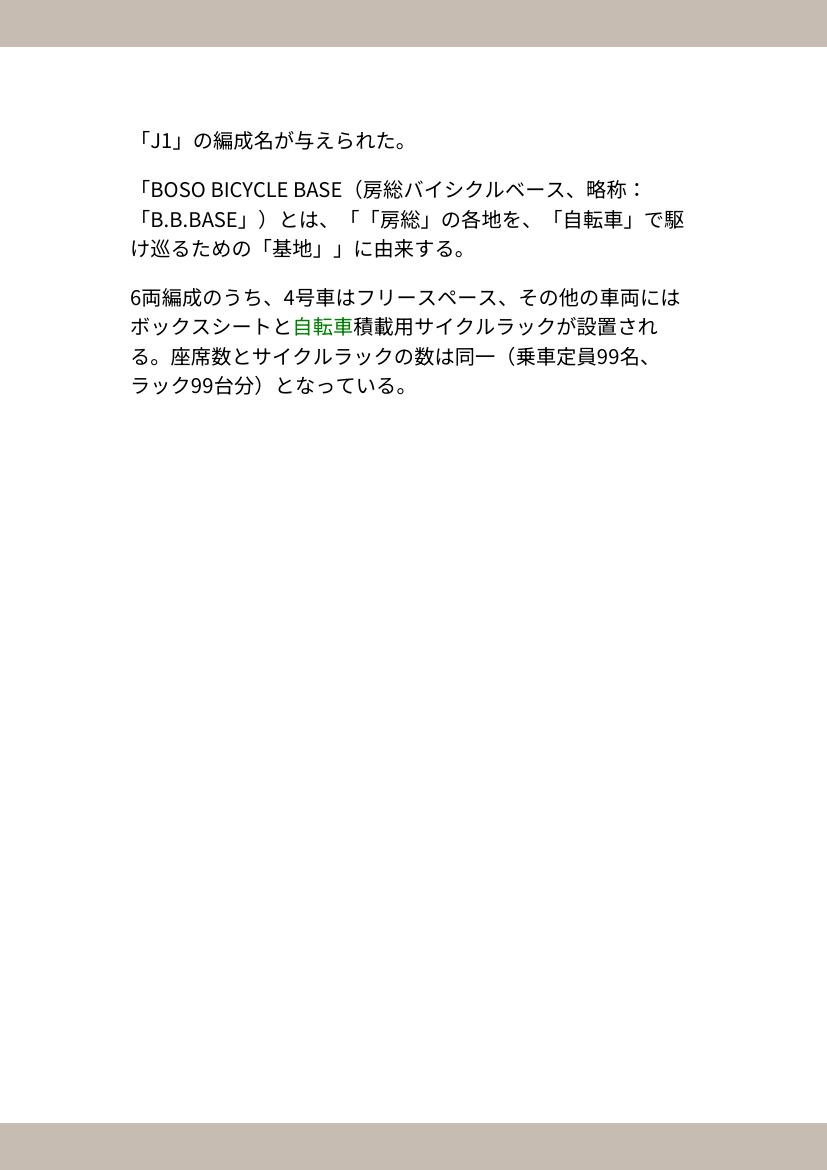 「J1」の編成名が与えられた。
「BOSO BICYCLE BASE（房総バイシクルベース、略称：
「B.B.BASE」）とは、「「房総」の各地を、「自転車」で駆
け巡るための「基地」」に由来する。
6両編成のうち、4号車はフリースペース、その他の車両には
ボックスシートと自転車積載用サイクルラックが設置され
る。座席数とサイクルラックの数は同一（乗車定員99名、
ラック99台分）となっている。